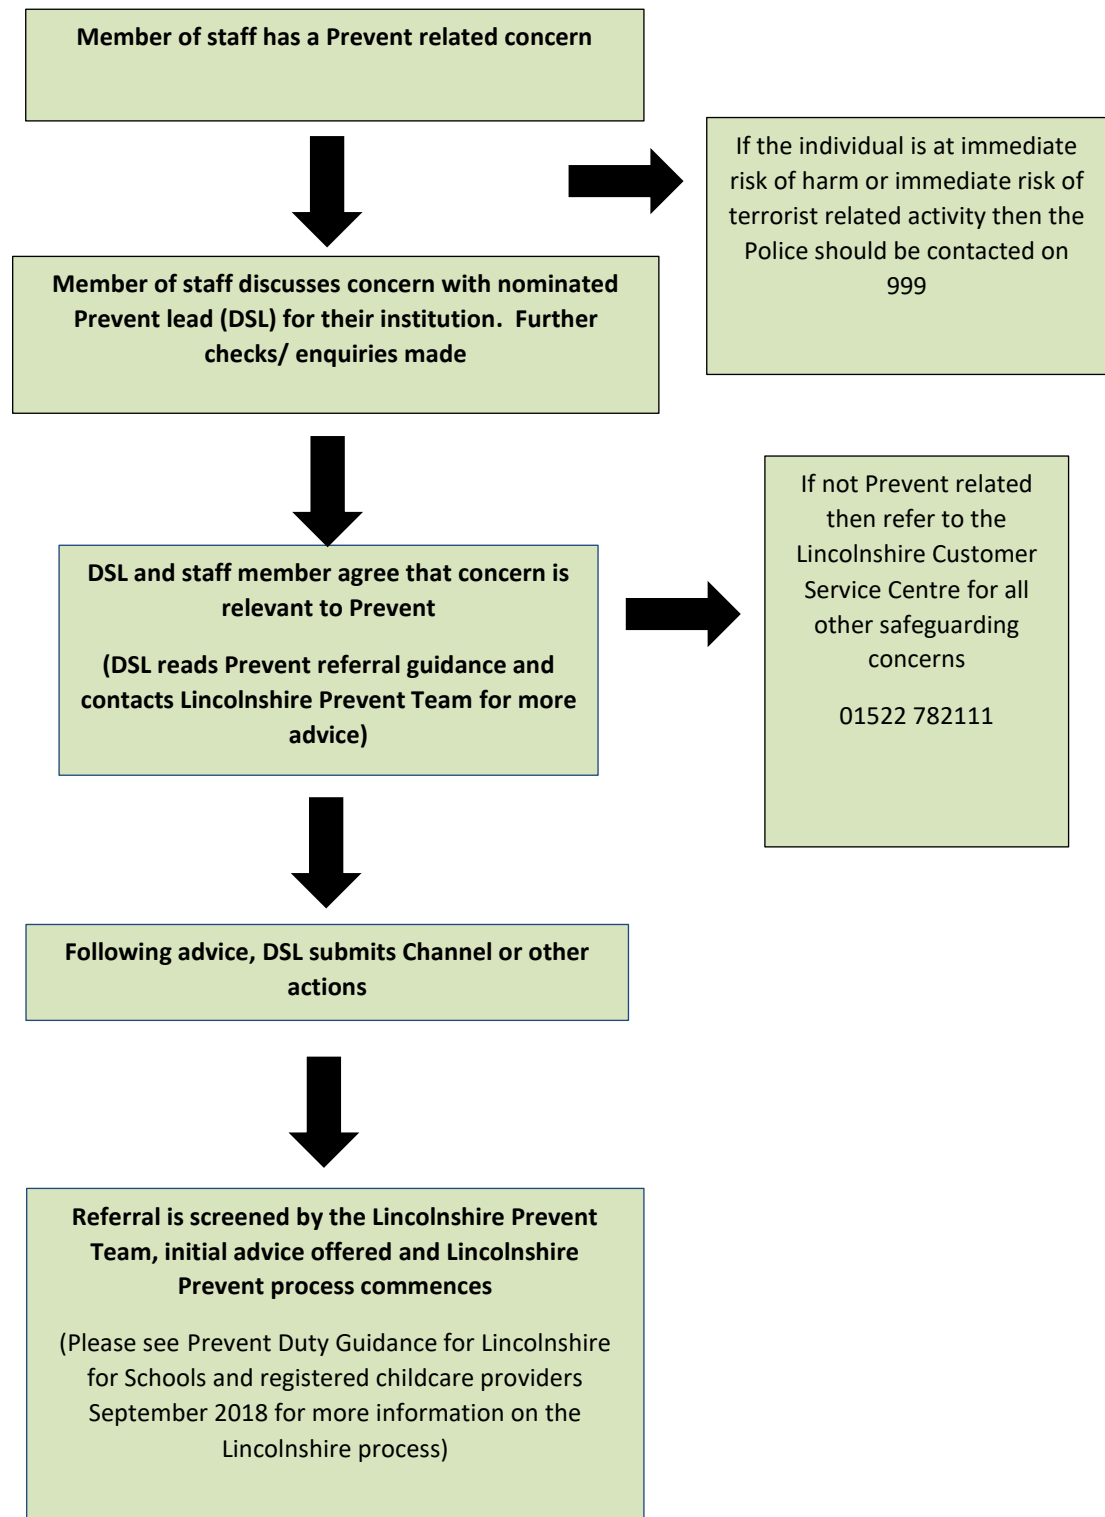 Member of staff has a Prevent related concern
If the individual is at immediate
risk of harm or immediate risk of
terrorist related activity then the
Police should be contacted on
999
Member of staff discusses concern with nominated
Prevent lead (DSL) for their institution.  Further
checks/ enquiries made
If not Prevent related
then refer to the
Lincolnshire Customer
Service Centre for all
other safeguarding
concerns
01522 782111
DSL and staff member agree that concern is
relevant to Prevent
(DSL reads Prevent referral guidance and
contacts Lincolnshire Prevent Team for more
advice)
Following advice, DSL submits Channel or other
actions
Referral is screened by the Lincolnshire Prevent
Team, initial advice offered and Lincolnshire
Prevent process commences
(Please see Prevent Duty Guidance for Lincolnshire
for Schools and registered childcare providers
September 2018 for more information on the
Lincolnshire process)